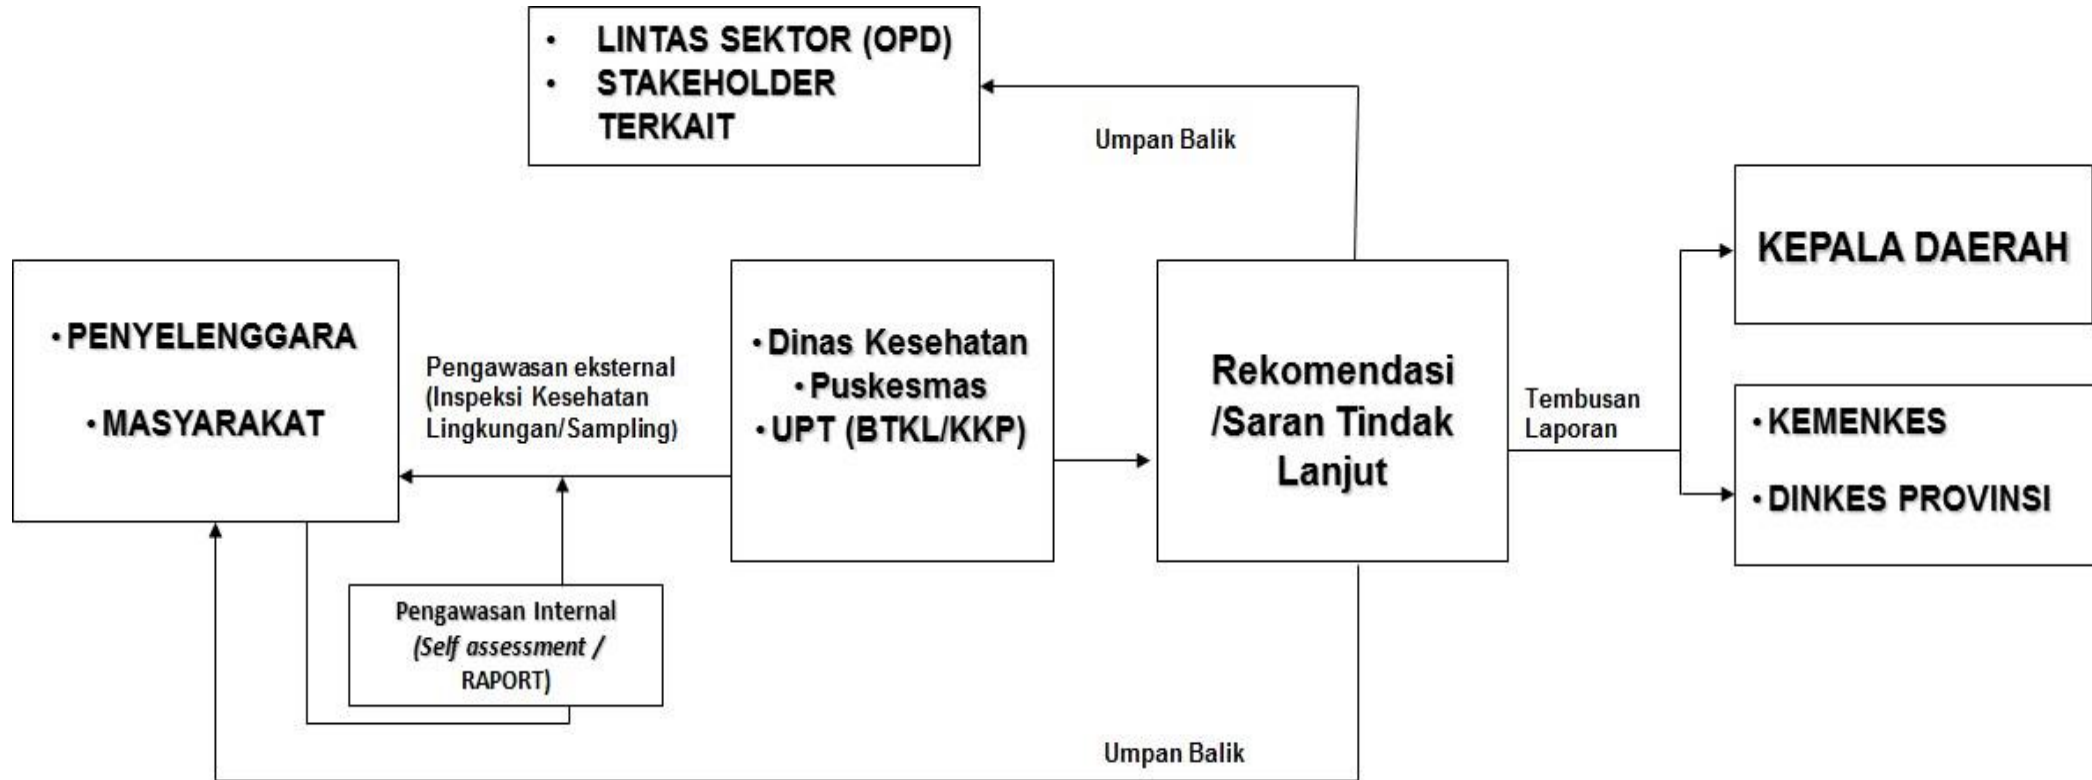 • LINTAS SEKTOR (OPD)
• STAKEHOLDER
TERKAIT
Umpan Balik
KEPALA DAERAH
• PENYELENGGARA
• MASYARAKAT
Pengawasan eksternal
(Inspeksi Kesehatan
Lingkungan/Sampling)
• Dinas Kesehatan
• Puskesmas
• UPT (BTKL/KKP)
Rekomendasi
/Saran Tindak
Lanjut
Tembusan
Laporan
• KEMENKES
• DINKES PROVINSI
Pengawasan Internal
(Self assessment /
RAPORT)
Umpan Balik